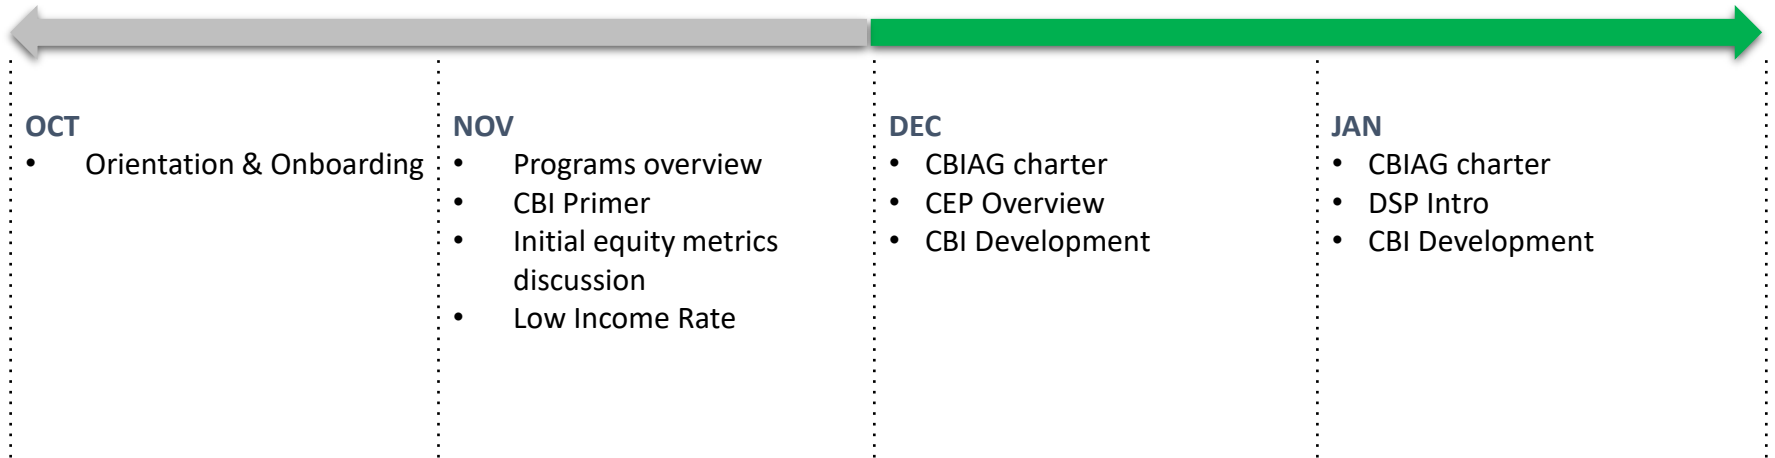 OCT
• Orientation & Onboarding
NOV
• Programs overview
• CBI Primer
• Initial equity metrics
discussion
• Low Income Rate
DEC
• CBIAG charter
• CEP Overview
• CBI Development
JAN
• CBIAG charter
• DSP Intro
• CBI Development